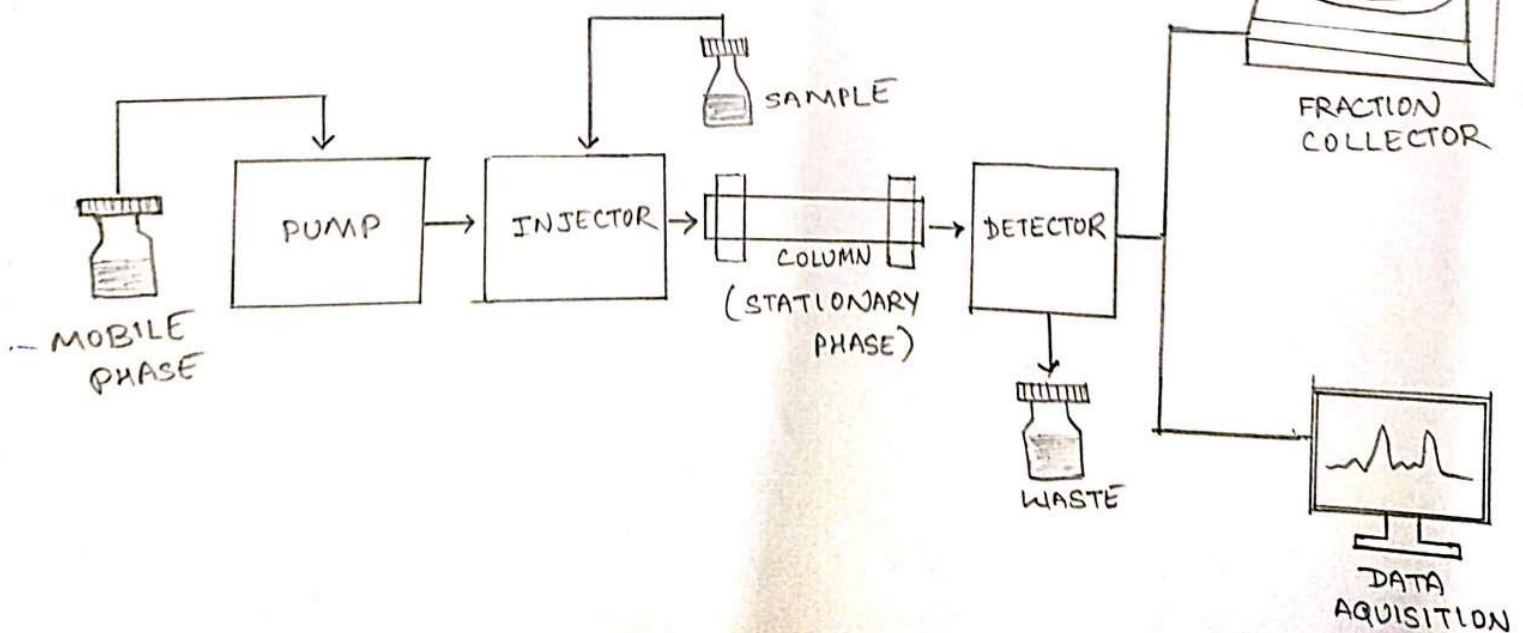 SAMPLE
FRACTION
COLLECTOR
PUMP
INJECTOR
DETECTOR
COLUMN
(STATIONARY
PHASE)
MOBILE
PHASE
WASTE
DATA
AQUISITION